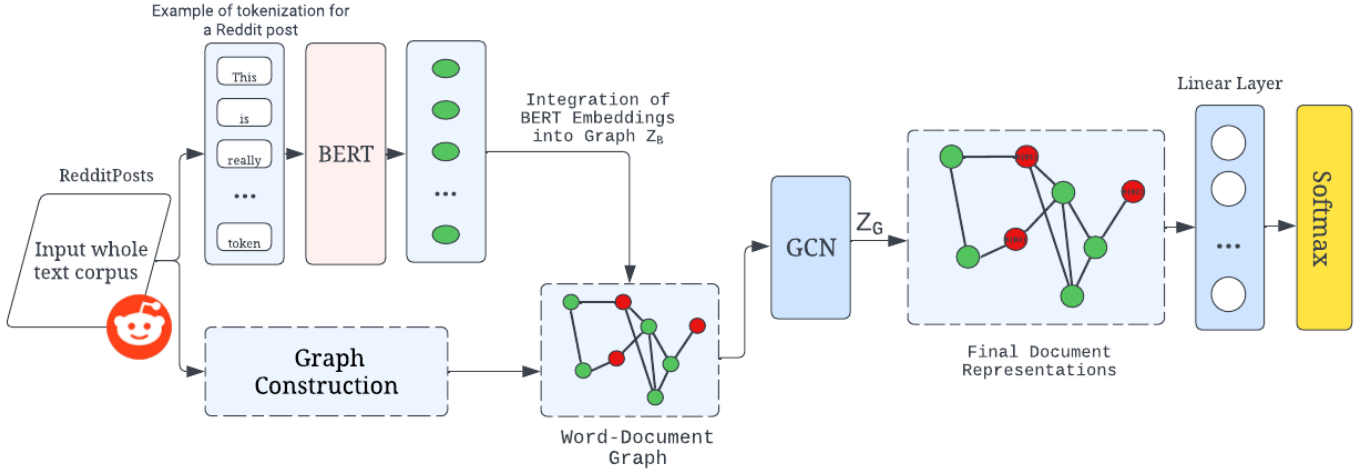 Example of tokenization for
a Reddit post
This
is
really
...
token
BERT
...
Integration of
BERT Embeddings
into Graph Z_B
RedditPosts
Input whole
text corpus
Graph
Construction
Word-Document
Graph
GCN
Z_G
Final Document
Representations
Linear Layer
...
Softmax